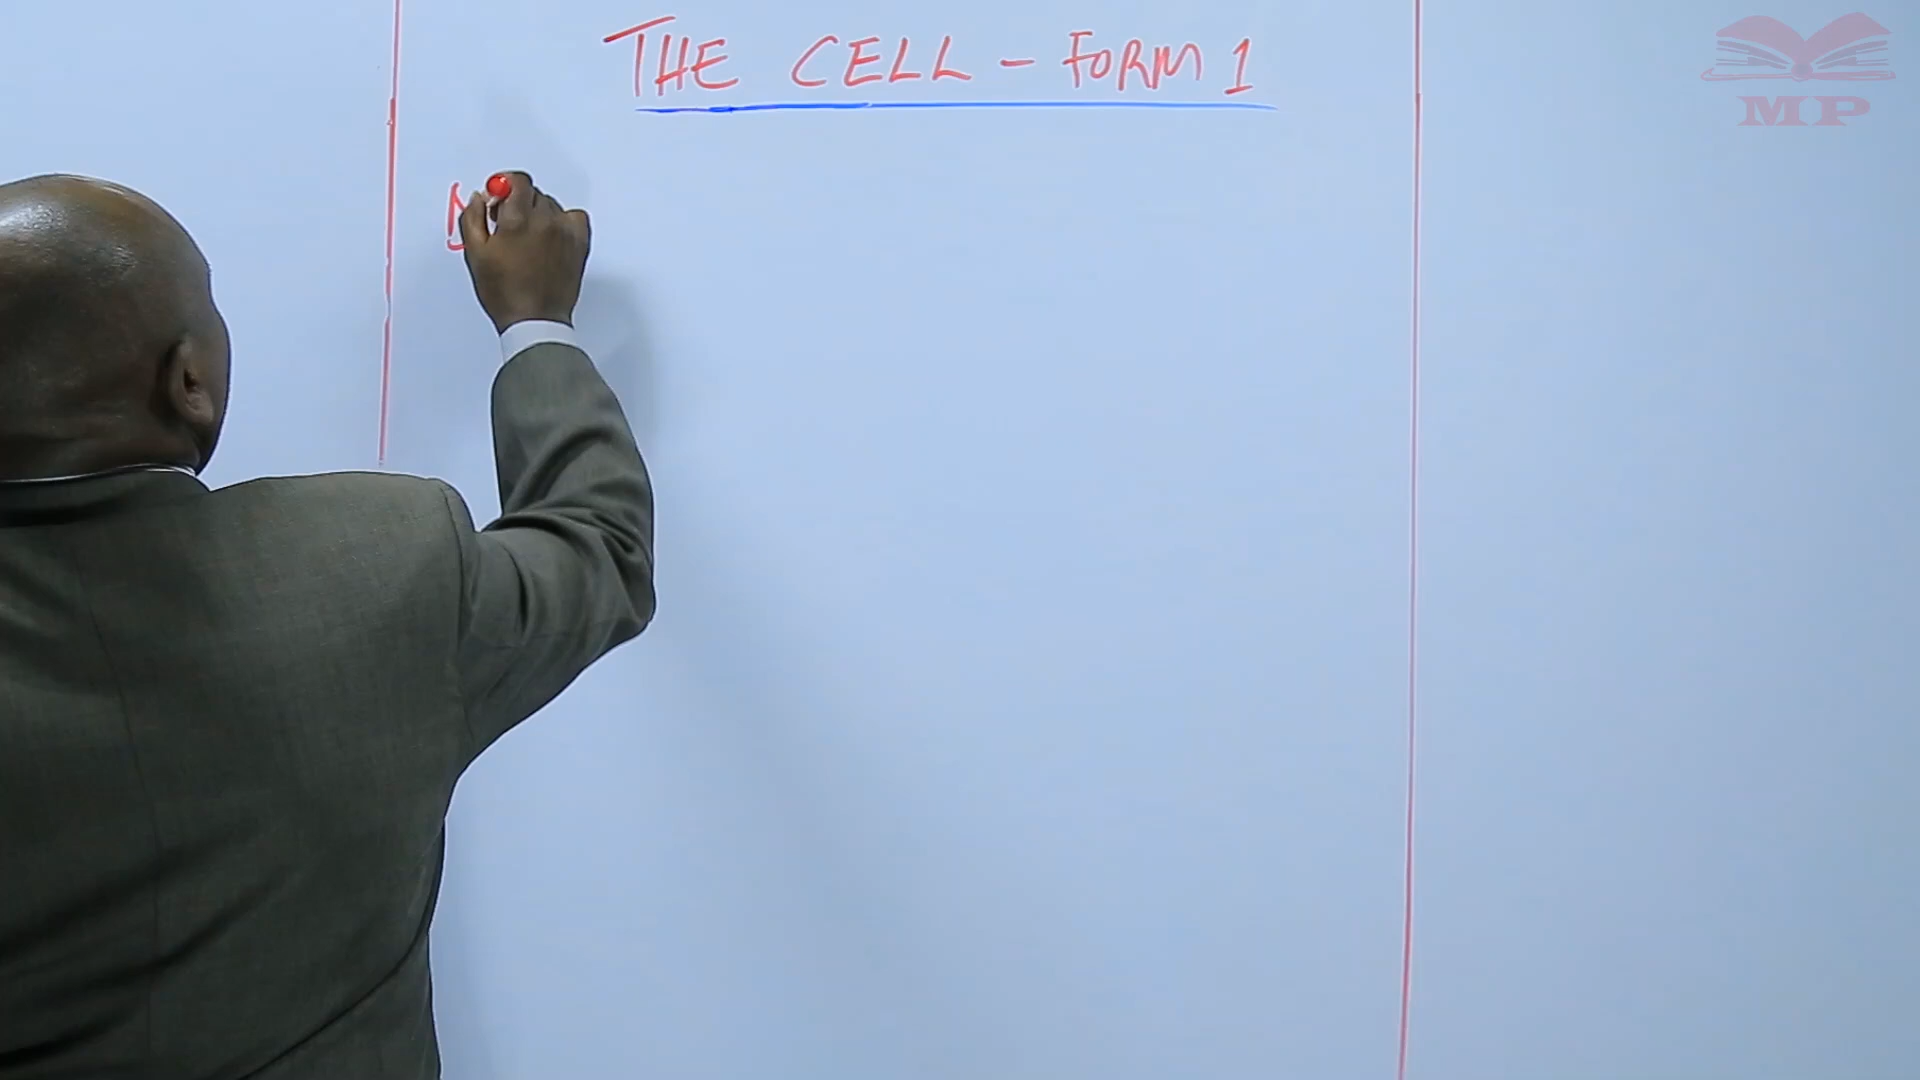 THE CELL - FORM 1
MP